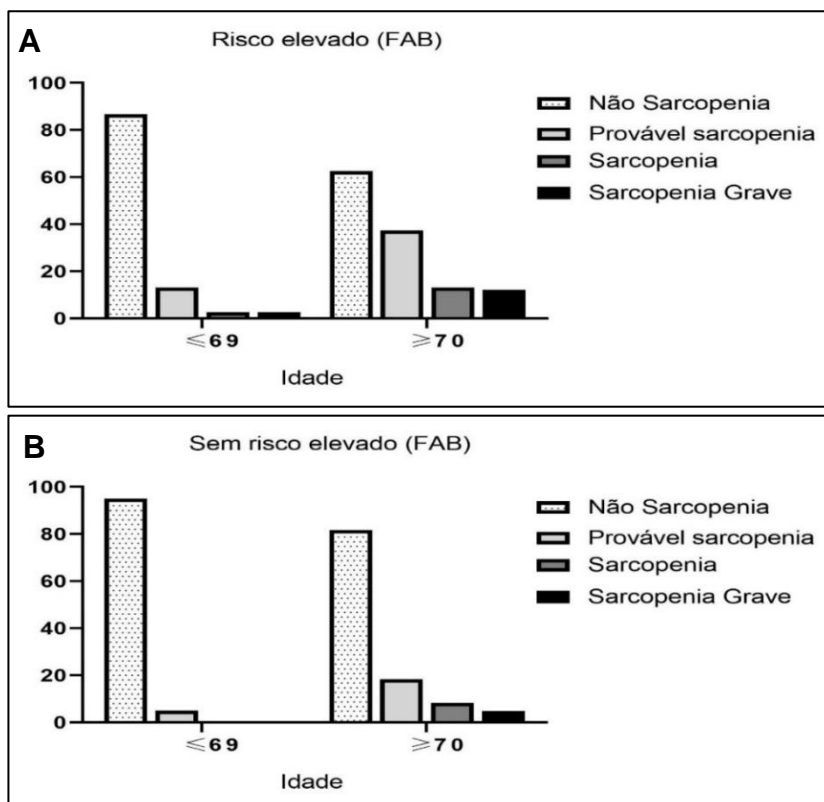 A
Risco elevado (FAB)
100
80
60
40
20
0
Não Sarcopenia
Provável sarcopenia
Sarcopenia
Sarcopenia Grave
≤69
≥70
Idade
B
Sem risco elevado (FAB)
100
80
60
40
20
0
Não Sarcopenia
Provável sarcopenia
Sarcopenia
Sarcopenia Grave
≤69
≥70
Idade